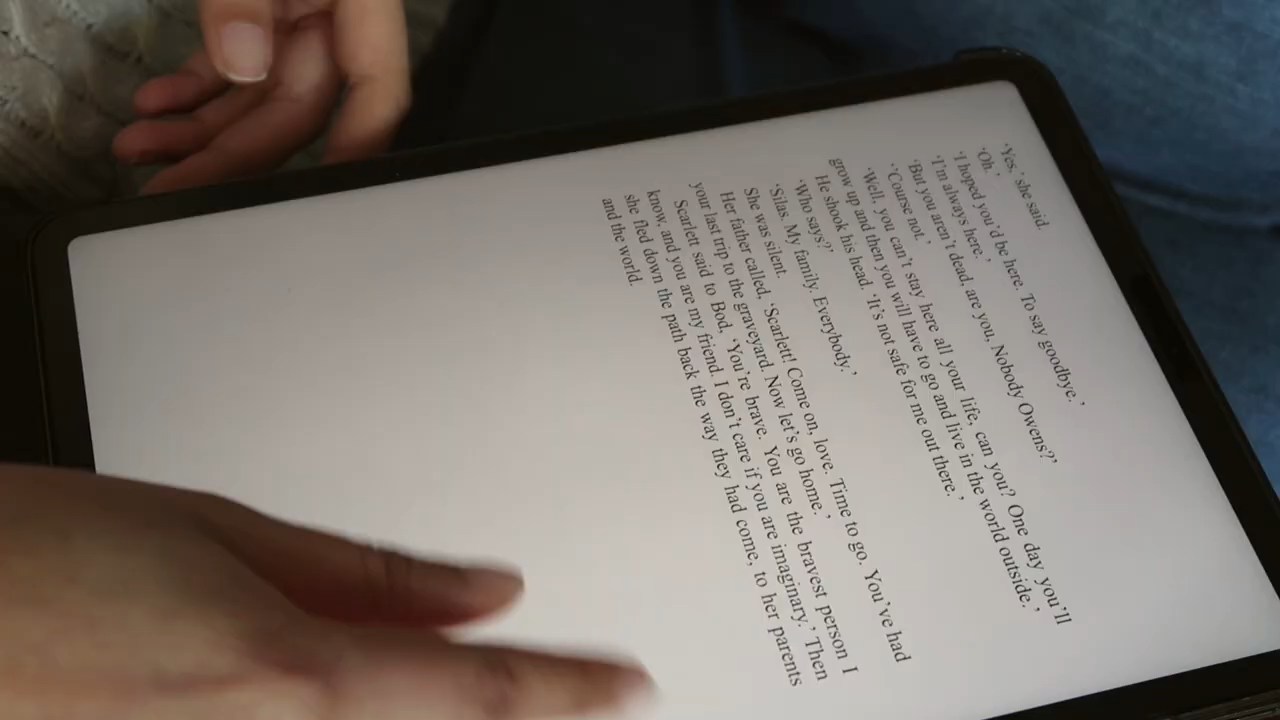 ‘Yes,’ she said.
‘Oh.’
‘I hoped you’d be here. To say goodbye.’
‘I’m always here.’
‘But you aren’t dead, are you, Nobody Owens?’
‘’Course not.’
‘Well, you can’t stay here all your life, can you? One day you’ll
grow up and then you will have to go and live in the world outside.’
He shook his head. ‘It’s not safe for me out there.’
‘Who says?’
‘Silas. My family. Everybody.’
She was silent.
Her father called, ‘Scarlett! Come on, love. Time to go. You’ve had
your last trip to the graveyard. Now let’s go home.’
Scarlett said to Bod, ‘You’re brave. You are the bravest person I
know, and you are my friend. I don’t care if you are imaginary.’ Then
she fled down the path back the way they had come, to her parents
and the world.